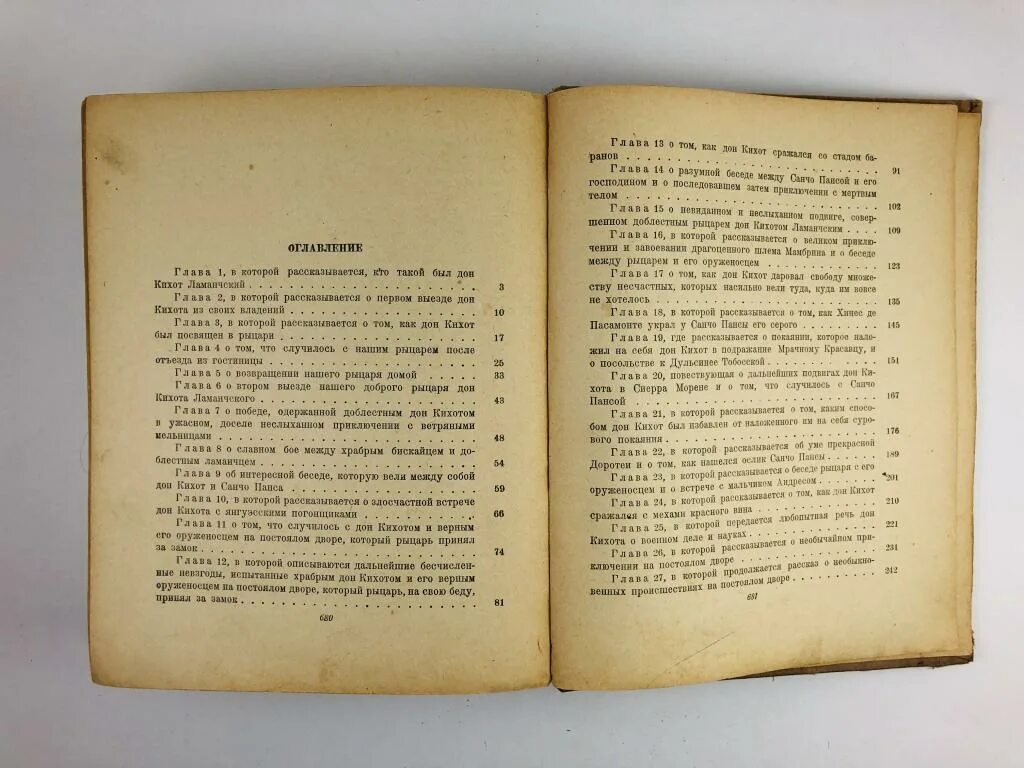 ОГЛАВЛЕНИЕ
Глава 1, в которой рассказывается, кто такой был дон
Кихот Ламанчский . . . . . . . . . . . . . . . . . . 3
Глава 2, в которой рассказывается о первом выезде дон
Кихота из своих владений . . . . . . . . . . . . . . 10
Глава 3, в которой рассказывается о том, как дон Кихот
был посвящен в рыцари . . . . . . . . . . . . . . . 17
Глава 4 о том, что случилось с нашим рыцарем после
отъезда из гостиницы . . . . . . . . . . . . . . . . 25
Глава 5 о возвращении нашего рыцаря домой . . . . . . 33
Глава 6 о втором выезде нашего доброго рыцаря дон
Кихота Ламанчского . . . . . . . . . . . . . . . . . 43
Глава 7 о победе, одержанной доблестным дон Кихотом
в ужасном, доселе неслыханном приключении с ветряными
мельницами . . . . . . . . . . . . . . . . . . . . . 48
Глава 8 о славном бое между храбрым бискайцем и до-
блестным ламанчцем . . . . . . . . . . . . . . . . . 54
Глава 9 об интересной беседе, которую вели между собой
дон Кихот и Санчо Панса . . . . . . . . . . . . . . 59
Глава 10, в которой рассказывается о злосчастной встрече
дон Кихота с янгуэсскими погонщиками . . . . . . . . 66
Глава 11 о том, что случилось с дон Кихотом и верным
его оруженосцем на постоялом дворе, который рыцарь принял
за замок . . . . . . . . . . . . . . . . . . . . . . 74
Глава 12, в которой описываются дальнейшие бесчислен-
ные невзгоды, испытанные храбрым дон Кихотом и его верным
оруженосцем на постоялом дворе, который рыцарь, на свою беду,
принял за замок . . . . . . . . . . . . . . . . . . 81
680
Глава 13 о том, как дон Кихот сражался со стадом ба-
ранов . . . . . . . . . . . . . . . . . . . . . . . 91
Глава 14 о разумной беседе между Санчо Пансой и его
господином и о последовавшем затем приключении с мертвым
телом . . . . . . . . . . . . . . . . . . . . . . . 102
Глава 15 о невиданном и неслыханном подвиге, совер-
шенном доблестным рыцарем дон Кихотом Ламанчским . . . 109
Глава 16, в которой рассказывается о великом приклю-
чении и завоевании драгоценного шлема Мамбрина и о беседе
между рыцарем и его оруженосцем . . . . . . . . . . 123
Глава 17 о том, как дон Кихот даровал свободу множе-
ству несчастных, которых насильно вели туда, куда им вовсе
не хотелось . . . . . . . . . . . . . . . . . . . . 135
Глава 18, в которой рассказывается о том, как Хинес де
Пасамонте украл у Санчо Пансы его серого . . . . . . 145
Глава 19, где рассказывается о покаянии, которое нало-
жил на себя дон Кихот в подражание Мрачному Красавцу, и
о посольстве к Дульсинее Тобосской . . . . . . . . . 151
Глава 20, повествующая о дальнейших подвигах дон Ки-
хота в Сиерра Морене и о том, что случилось с Санчо
Пансой . . . . . . . . . . . . . . . . . . . . . . . 167
Глава 21, в которой рассказывается о том, каким спосо-
бом дон Кихот был избавлен от наложенного им на себя суро-
вого покаяния . . . . . . . . . . . . . . . . . . . 176
Глава 22, в которой рассказывается об уме прекрасной
Доротеи и о том, как нашелся ослик Санчо Пансы . . . 189
Глава 23, в которой рассказывается о беседе рыцаря с его
оруженосцем и о встрече с мальчиком Андресом . . . . 201
Глава 24, в которой рассказывается о том, как дон Кихот
сражался с мехами красного вина . . . . . . . . . . 210
Глава 25, в которой передается любопытная речь дон
Кихота о военном деле и науках . . . . . . . . . . . 221
Глава 26, в которой рассказывается о необычайном при-
ключении на постоялом дворе . . . . . . . . . . . . 231
Глава 27, в которой продолжается рассказ о необыкно-
венных происшествиях на постоялом дворе . . . . . . . 242
681